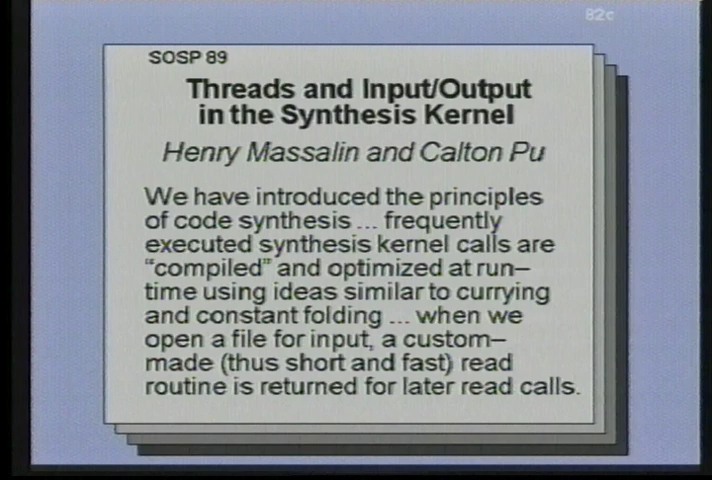 82c
SOSP 89
Threads and Input/Output
in the Synthesis Kernel
Henry Massalin and Calton Pu
We have introduced the principles
of code synthesis ... frequently
executed synthesis kernel calls are
“compiled” and optimized at run–
time using ideas similar to currying
and constant folding ... when we
open a file for input, a custom–
made (thus short and fast) read
routine is returned for later read calls.